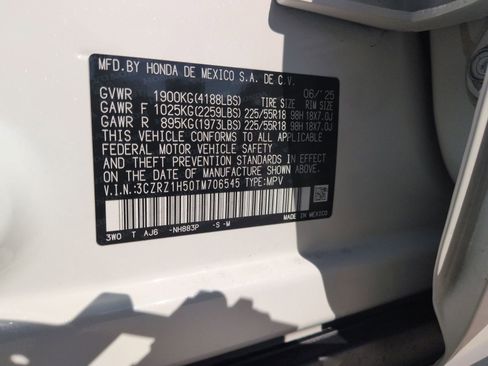 MFD.BY HONDA DE MEXICO S.A. DE C.V.
06/'25
GVWR 1900KG(4188LBS) TIRE SIZE RIM SIZE
GAWR F 1025KG(2259LBS) 225/55R18 98H 18X7.0J
GAWR R 895KG(1973LBS) 225/55R18 98H 18X7.0J
THIS VEHICLE CONFORMS TO ALL APPLICABLE
FEDERAL MOTOR VEHICLE SAFETY, BUMPER,
AND THEFT PREVENTION STANDARDS IN EFFECT
ON THE DATE OF MANUFACTURE SHOWN ABOVE.
V.I.N.:3CZRZ1H50TM706545 TYPE:MPV
MADE IN MEXICO
3W0 T AJ6 -NH883P -S -M